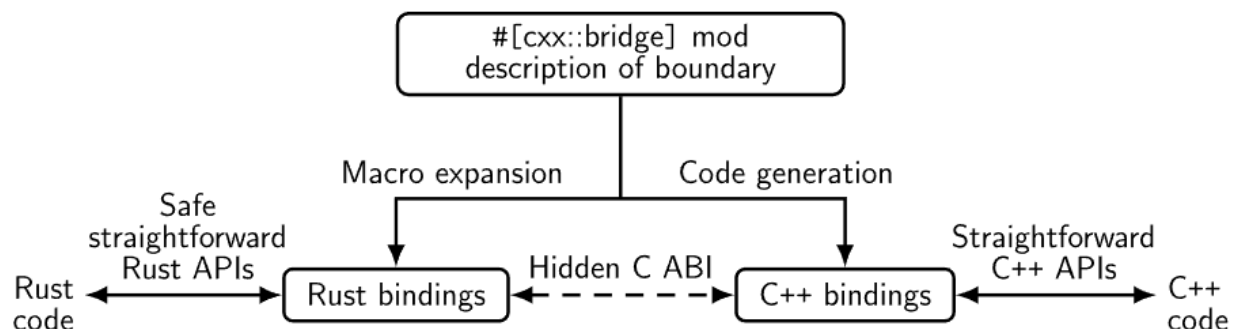 #[cxx::bridge] mod
description of boundary
Macro expansion
Code generation
Safe
straightforward
Rust APIs
Straightforward
C++ APIs
Hidden C ABI
Rust
code
Rust bindings
C++ bindings
C++
code